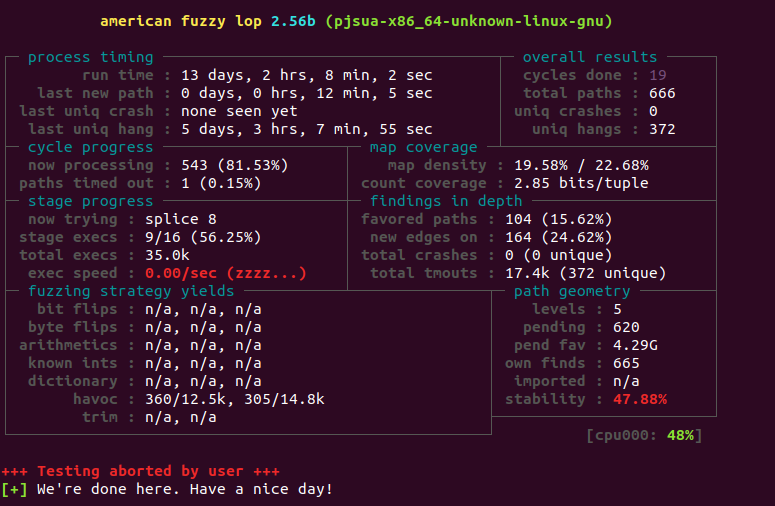 american fuzzy lop 2.56b (pjsua-x86_64-unknown-linux-gnu)
process timing overall results
run time : 13 days, 2 hrs, 8 min, 2 sec cycles done : 19
last new path : 0 days, 0 hrs, 12 min, 5 sec total paths : 666
last uniq crash : none seen yet uniq crashes : 0
last uniq hang : 5 days, 3 hrs, 7 min, 55 sec uniq hangs : 372
cycle progress map coverage
now processing : 543 (81.53%) map density : 19.58% / 22.68%
paths timed out : 1 (0.15%) count coverage : 2.85 bits/tuple
stage progress findings in depth
now trying : splice 8 favored paths : 104 (15.62%)
stage execs : 9/16 (56.25%) new edges on : 164 (24.62%)
total execs : 35.0k total crashes : 0 (0 unique)
exec speed : 0.00/sec (zzzz...) total tmouts : 17.4k (372 unique)
fuzzing strategy yields path geometry
bit flips : n/a, n/a, n/a levels : 5
byte flips : n/a, n/a, n/a pending : 620
arithmetics : n/a, n/a, n/a pend fav : 4.29G
known ints : n/a, n/a, n/a own finds : 665
dictionary : n/a, n/a, n/a imported : n/a
havoc : 360/12.5k, 305/14.8k stability : 47.88%
trim : n/a, n/a
[cpu000: 48%]
+++ Testing aborted by user +++
[+] We're done here. Have a nice day!